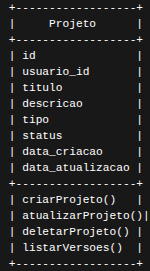 +------------------+
|     Projeto      |
+------------------+
| id               |
| usuario_id       |
| titulo           |
| descricao        |
| tipo             |
| status           |
| data_criacao     |
| data_atualizacao |
+------------------+
| criarProjeto()   |
| atualizarProjeto()|
| deletarProjeto() |
| listarVersoes()  |
+------------------+